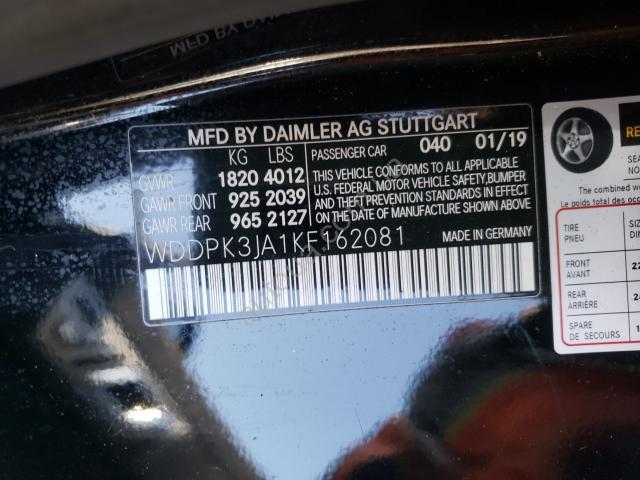 MFD BY DAIMLER AG STUTTGART
KG LBS
GVWR 1820 4012
GAWR FRONT 925 2039
GAWR REAR 965 2127
PASSENGER CAR 040 01/19
THIS VEHICLE CONFORMS TO ALL APPLICABLE
U.S. FEDERAL MOTOR VEHICLE SAFETY, BUMPER
AND THEFT PREVENTION STANDARDS IN EFFECT
ON THE DATE OF MANUFACTURE SHOWN ABOVE.
WDDPK3JA1KF162081
MADE IN GERMANY
The combined
TIRE
PNEU
FRONT
AVANT
REAR
ARRIÈRE
SPARE
DE SECOURS